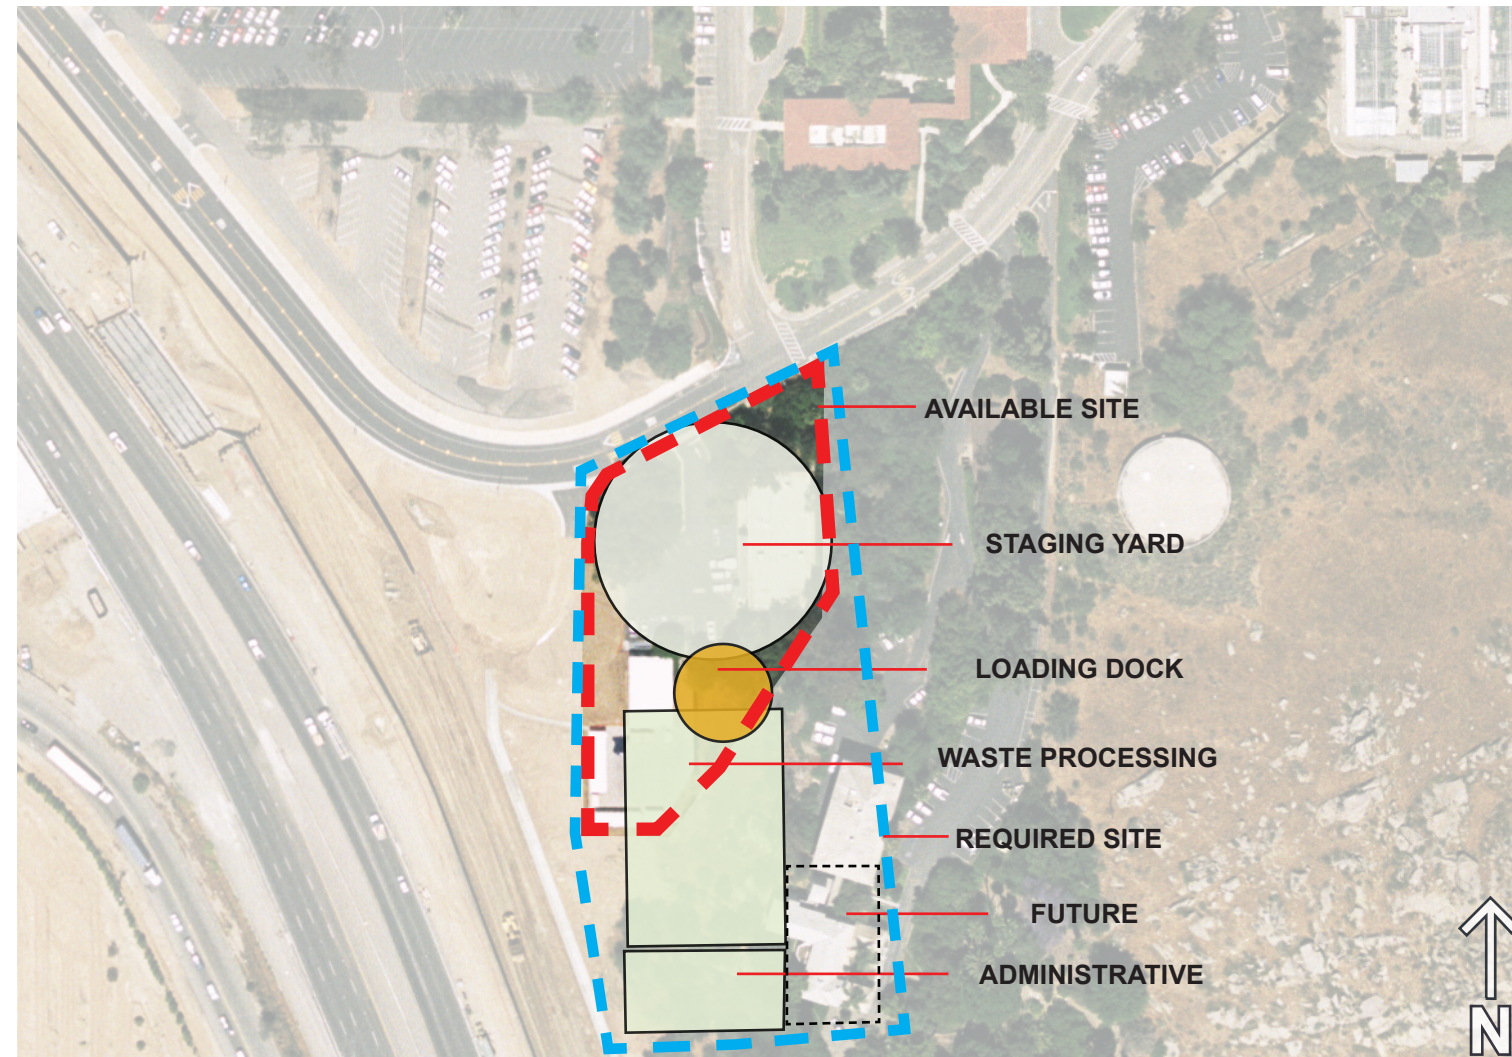 AVAILABLE SITE
STAGING YARD
LOADING DOCK
WASTE PROCESSING
REQUIRED SITE
FUTURE
ADMINISTRATIVE
N